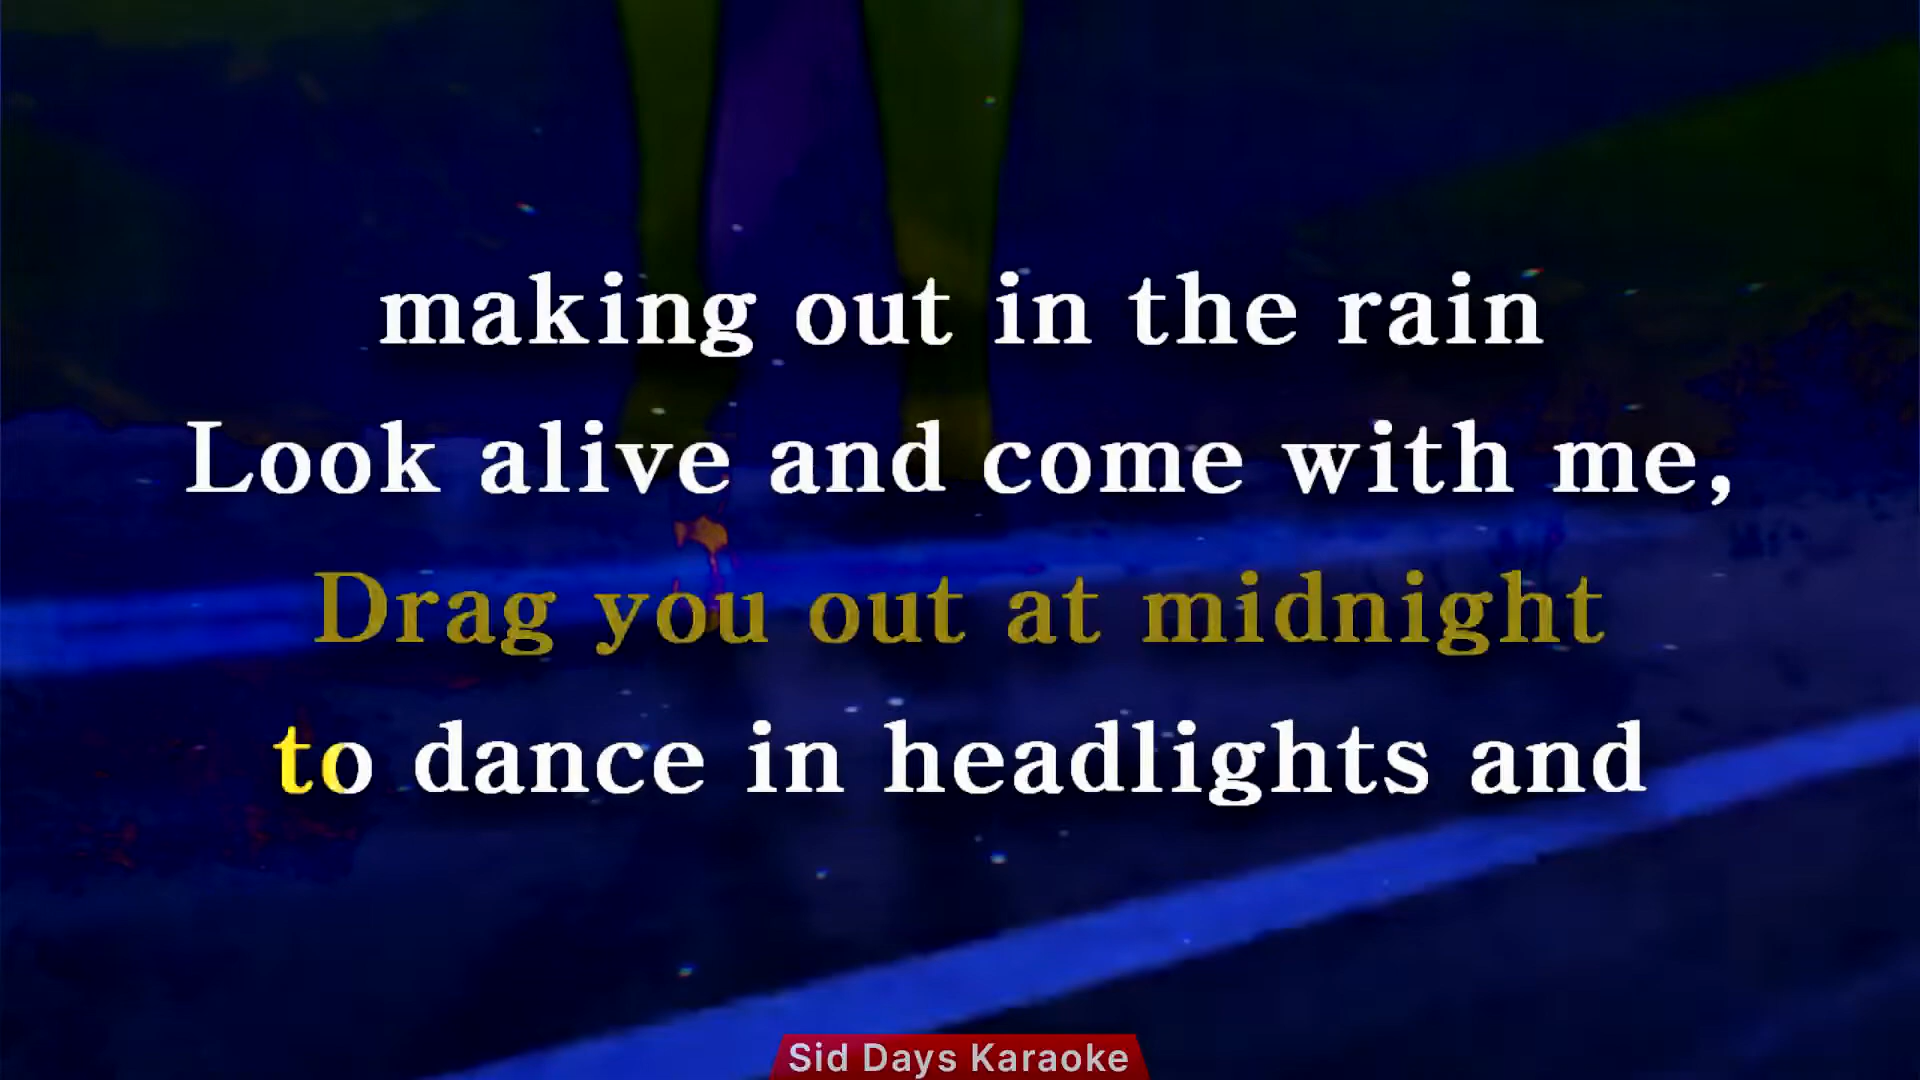 making out in the rain
Look alive and come with me,
Drag you out at midnight
to dance in headlights and
Sid Days Karaoke